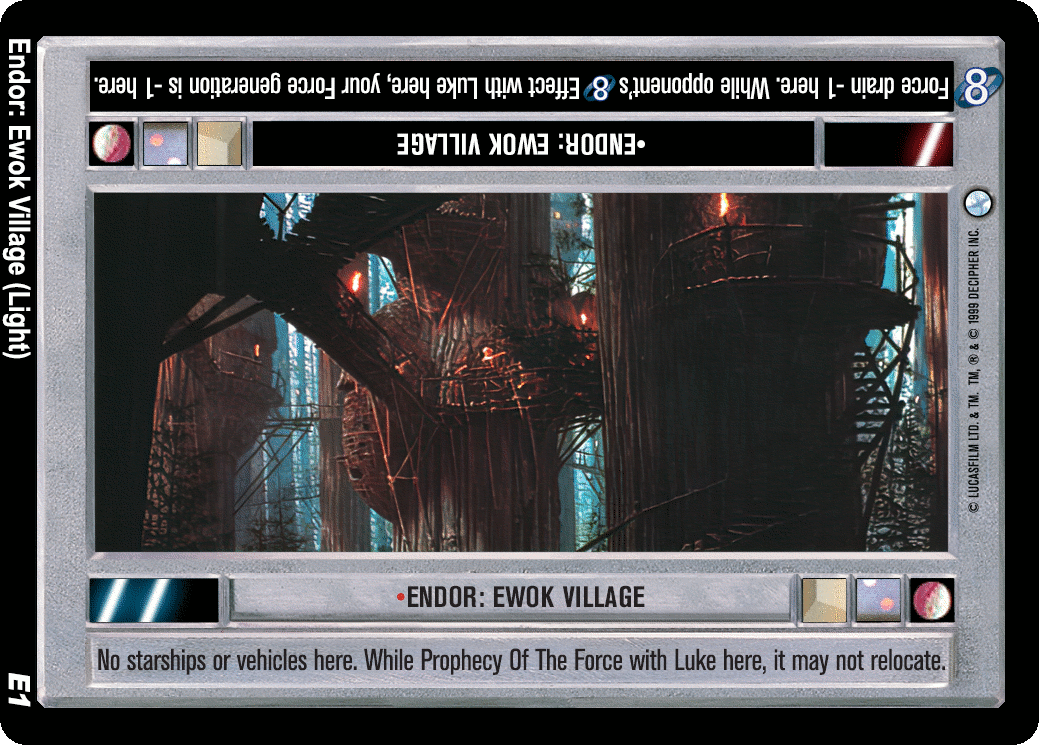 Force drain -1 here. While opponent's 8 Effect with Luke here, your Force generation is -1 here.
8
•ENDOR: EWOK VILLAGE
•ENDOR: EWOK VILLAGE
No starships or vehicles here. While Prophecy Of The Force with Luke here, it may not relocate.
Endor: Ewok Village (Light)
E1
© LUCASFILM LTD. & TM. TM, ® & © 1999 DECIPHER INC.